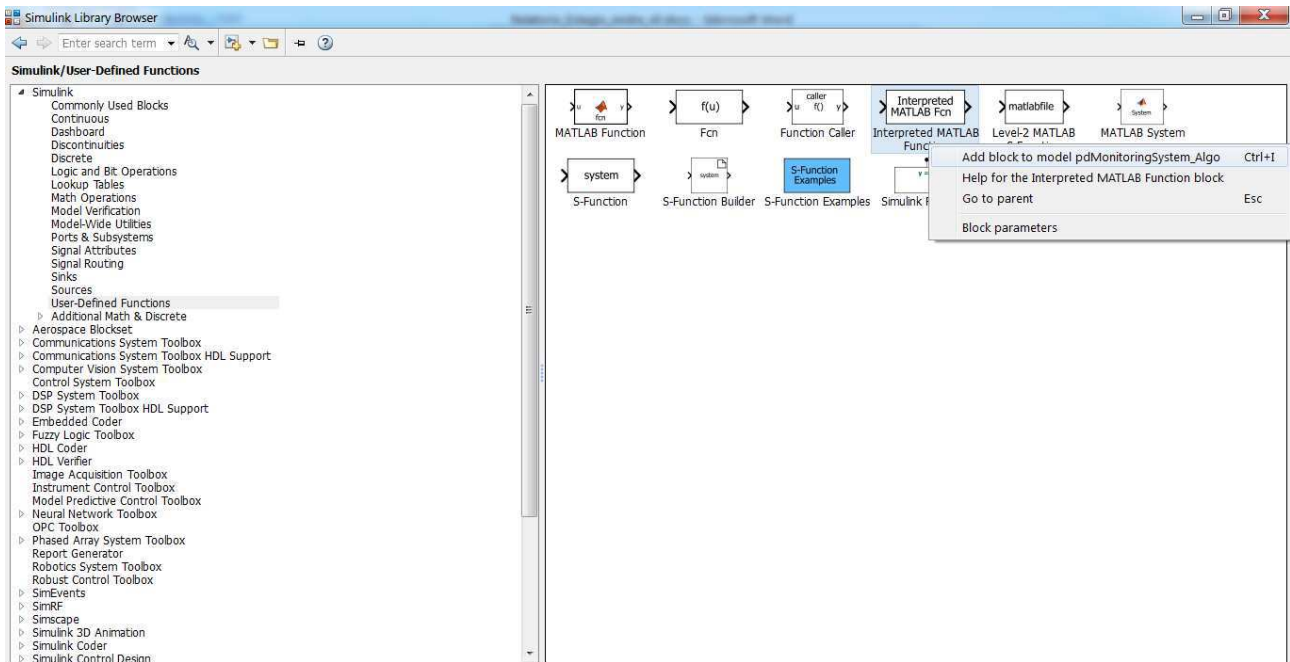 Simulink Library Browser
Enter search term
Simulink/User-Defined Functions
Simulink
Commonly Used Blocks
Continuous
Dashboard
Discontinuities
Discrete
Logic and Bit Operations
Lookup Tables
Math Operations
Model Verification
Model-Wide Utilities
Ports & Subsystems
Signal Attributes
Signal Routing
Sinks
Sources
User-Defined Functions
Additional Math & Discrete
Aerospace Blockset
Communications System Toolbox
Communications System Toolbox HDL Support
Computer Vision System Toolbox
Control System Toolbox
DSP System Toolbox
DSP System Toolbox HDL Support
Embedded Coder
Fuzzy Logic Toolbox
HDL Coder
HDL Verifier
Image Acquisition Toolbox
Instrument Control Toolbox
Model Predictive Control Toolbox
Neural Network Toolbox
OPC Toolbox
Phased Array System Toolbox
Report Generator
Robotics System Toolbox
Robust Control Toolbox
SimEvents
SimRF
Simscape
Simulink 3D Animation
Simulink Coder
Simulink Control Design
u fcn y
MATLAB Function
f(u)
Fcn
caller
u f() y
Function Caller
Interpreted
MATLAB Fcn
Interpreted MATLAB
matlabfile
Level-2 MATLAB
System
MATLAB System
system
S-Function
system
S-Function Builder
S-Function
Examples
S-Function Examples
Simulink
Add block to model pdMonitoringSystem_Algo Ctrl+I
Help for the Interpreted MATLAB Function block
Go to parent Esc
Block parameters